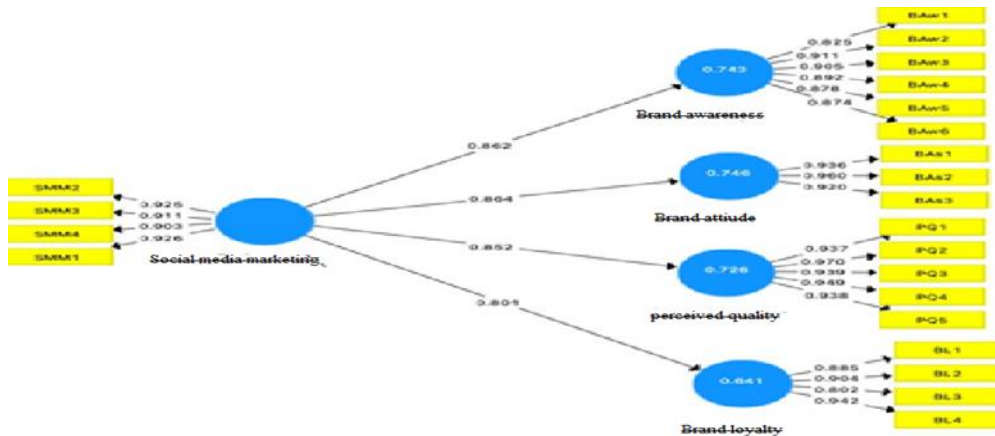 BAw1
0.825
BAw2
0.911
0.905
BAw3
0.743
0.892
BAw4
0.878
BAw5
0.874
Brand awareness
BAw6
0.862
0.936
BAs1
SMM2
0.746
0.960
BAs2
0.925
0.864
0.920
BAs3
SMM3
0.911
Brand attiude
SMM4
0.903
0.937
PQ1
0.926
0.852
0.970
PQ2
SMM1
Social media marketing
0.726
0.939
PQ3
0.949
PQ4
0.801
0.938
perceived quality
PQ5
BL1
0.885
0.641
0.904
BL2
0.802
BL3
0.942
BL4
Brand loyalty